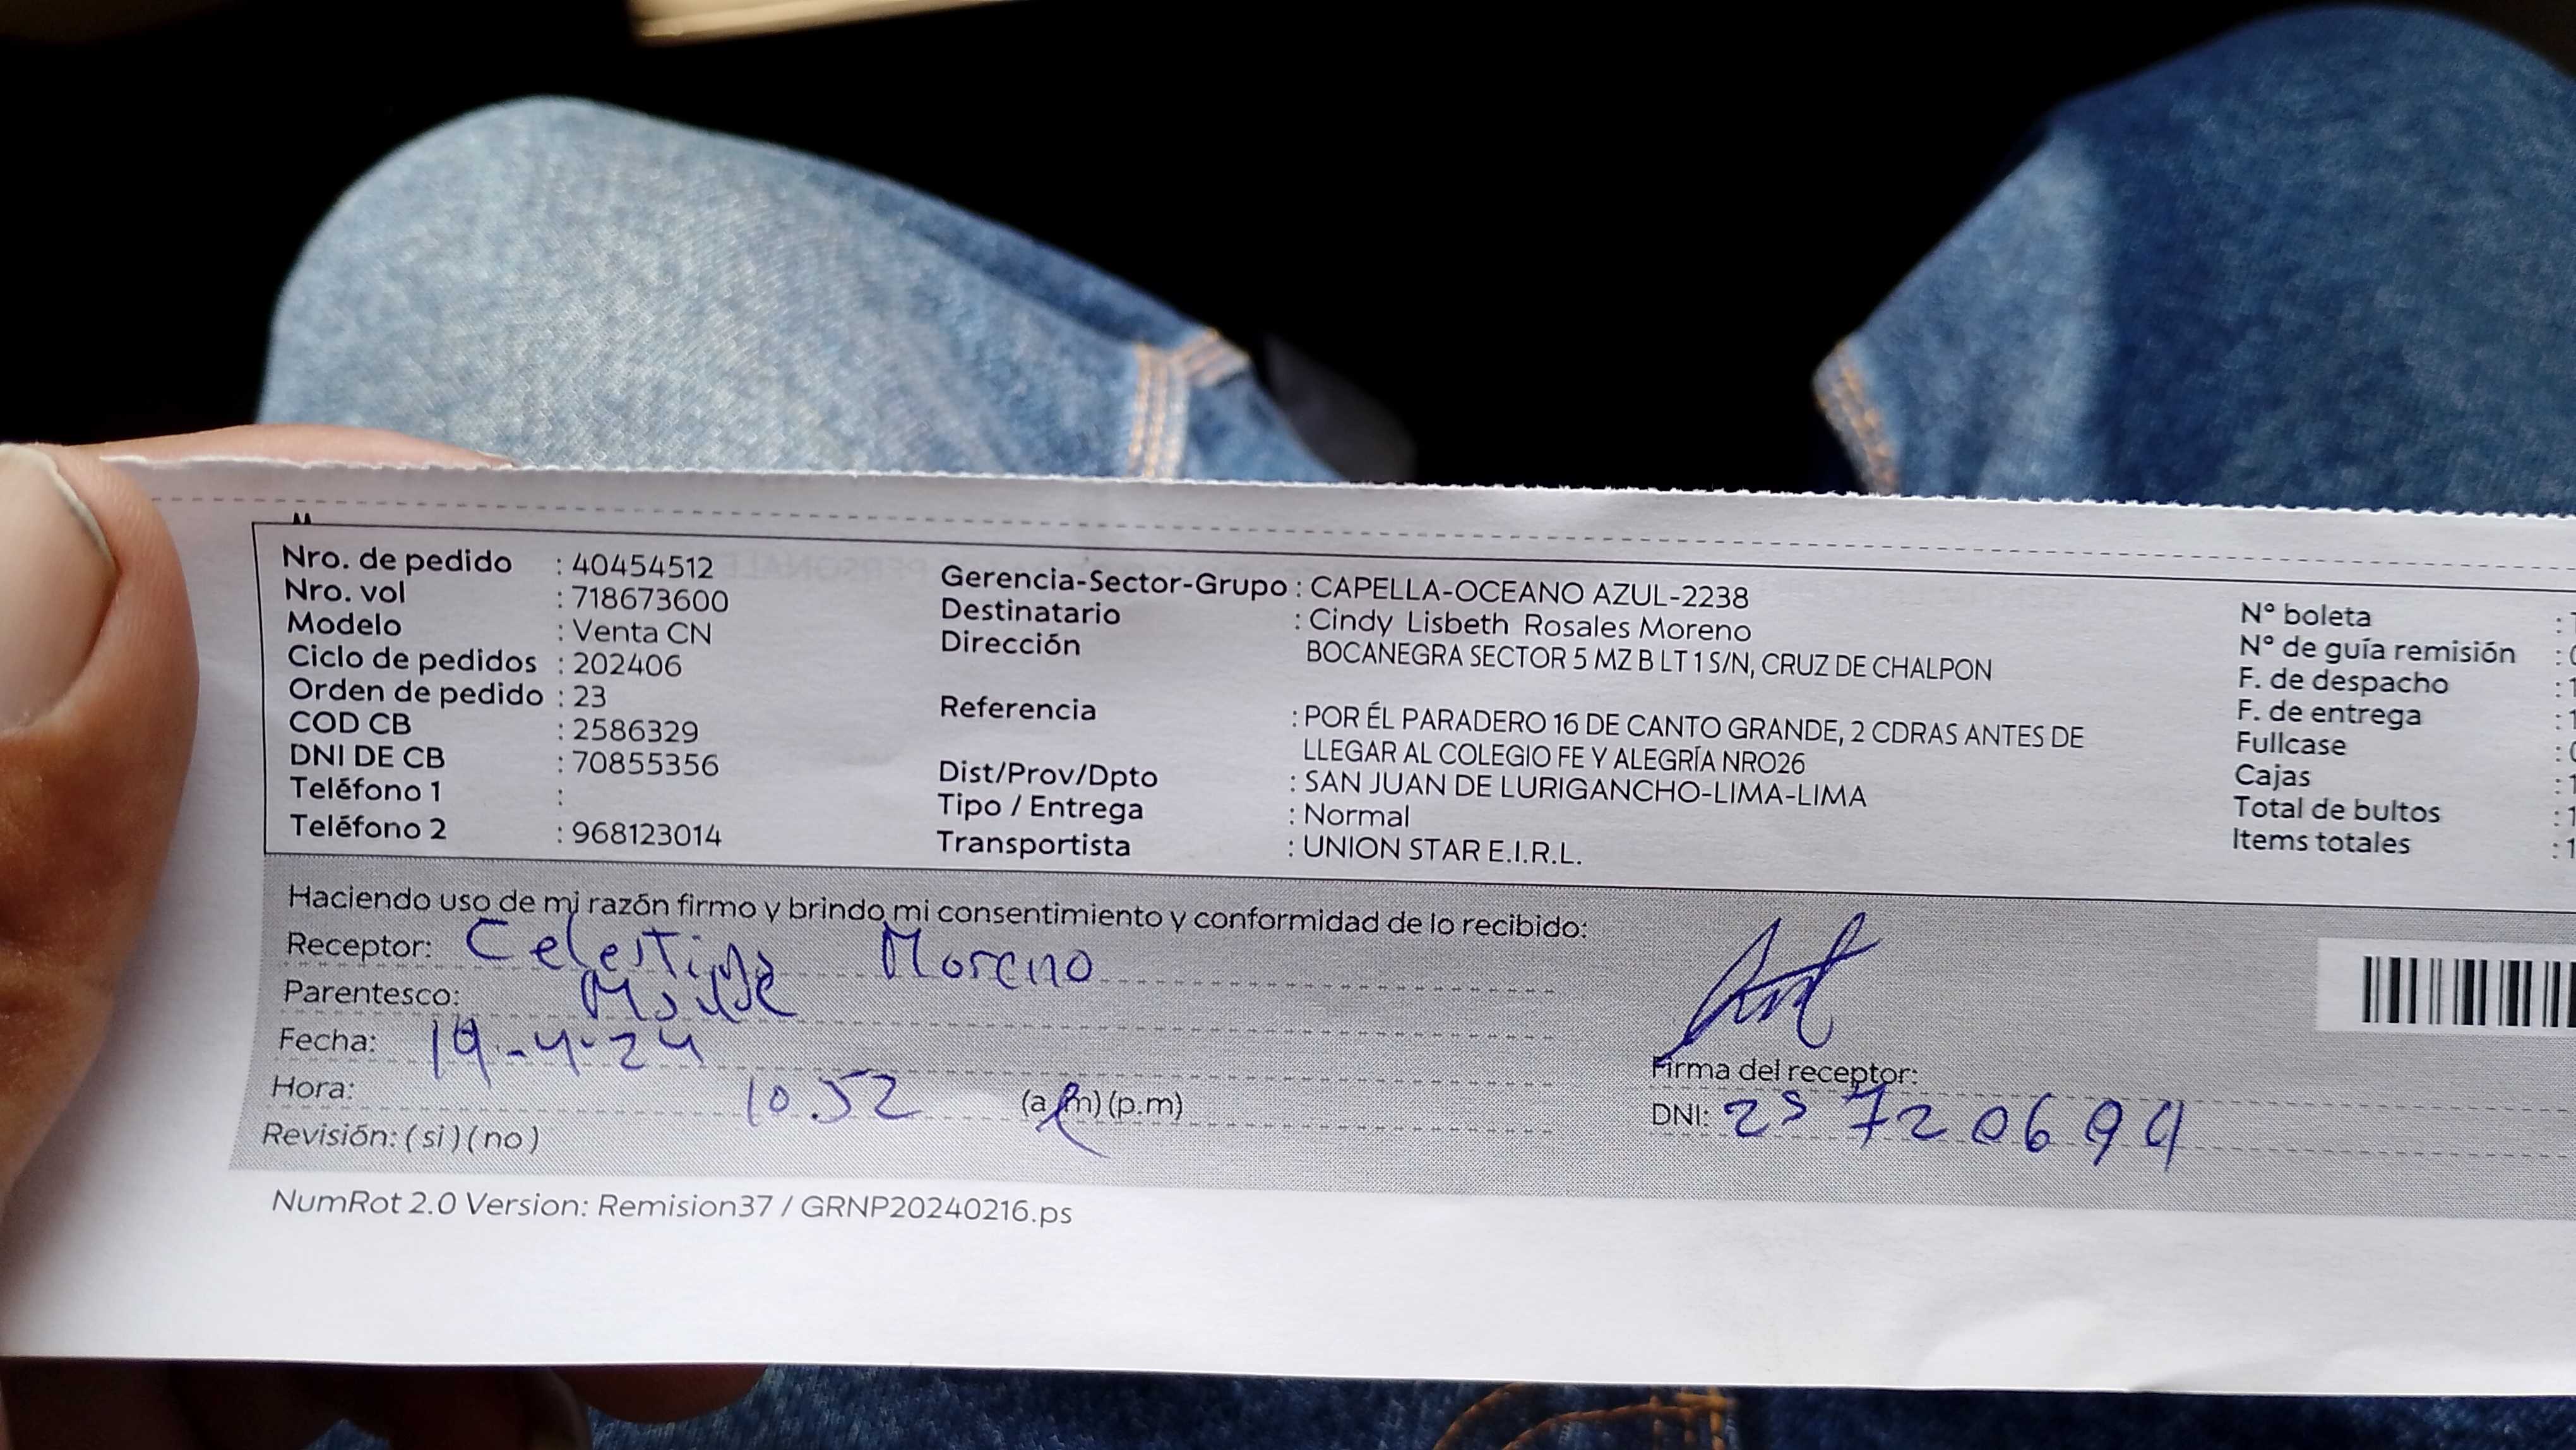 Nro. de pedido : 40454512
Nro. vol : 718673600
Modelo : Venta CN
Ciclo de pedidos : 202406
Orden de pedido : 23
COD CB : 2586329
DNI DE CB : 70855356
Teléfono 1 :
Teléfono 2 : 968123014
Gerencia-Sector-Grupo : CAPELLA-OCEANO AZUL-2238
Destinatario : Cindy Lisbeth Rosales Moreno
Dirección BOCANEGRA SECTOR 5 MZ B LT 1 S/N, CRUZ DE CHALPON
Referencia : POR ÉL PARADERO 16 DE CANTO GRANDE, 2 CDRAS ANTES DE
LLEGAR AL COLEGIO FE Y ALEGRÍA NRO26
Dist/Prov/Dpto : SAN JUAN DE LURIGANCHO-LIMA-LIMA
Tipo / Entrega : Normal
Transportista : UNION STAR E.I.R.L.
N° boleta :
N° de guía remisión :
F. de despacho :
F. de entrega :
Fullcase :
Cajas :
Total de bultos :
Items totales :
Haciendo uso de mi razón firmo y brindo mi consentimiento y conformidad de lo recibido:
Receptor: Celestina Moreno
Parentesco:
Fecha: 19-4-24
Hora: 10.52 (a.m) (p.m)
Revisión: ( si ) ( no )
Firma del receptor:
DNI: 25720694
NumRot 2.0 Version: Remision37 / GRNP20240216.ps